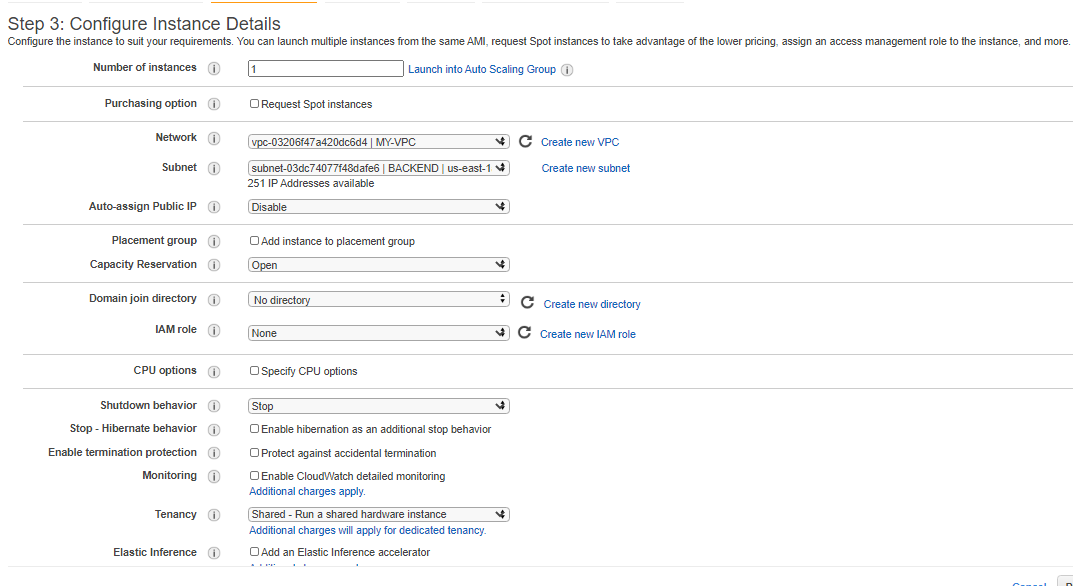 Step 3: Configure Instance Details
Configure the instance to suit your requirements. You can launch multiple instances from the same AMI, request Spot instances to take advantage of the lower pricing, assign an access management role to the instance, and more.
Number of instances 1 Launch into Auto Scaling Group
Purchasing option Request Spot instances
Network vpc-03206f47a420dc6d4 | MY-VPC Create new VPC
Subnet subnet-03dc74077f48dafe6 | BACKEND | us-east-1 Create new subnet
251 IP Addresses available
Auto-assign Public IP Disable
Placement group Add instance to placement group
Capacity Reservation Open
Domain join directory No directory Create new directory
IAM role None Create new IAM role
CPU options Specify CPU options
Shutdown behavior Stop
Stop - Hibernate behavior Enable hibernation as an additional stop behavior
Enable termination protection Protect against accidental termination
Monitoring Enable CloudWatch detailed monitoring
Additional charges apply.
Tenancy Shared - Run a shared hardware instance
Additional charges will apply for dedicated tenancy.
Elastic Inference Add an Elastic Inference accelerator